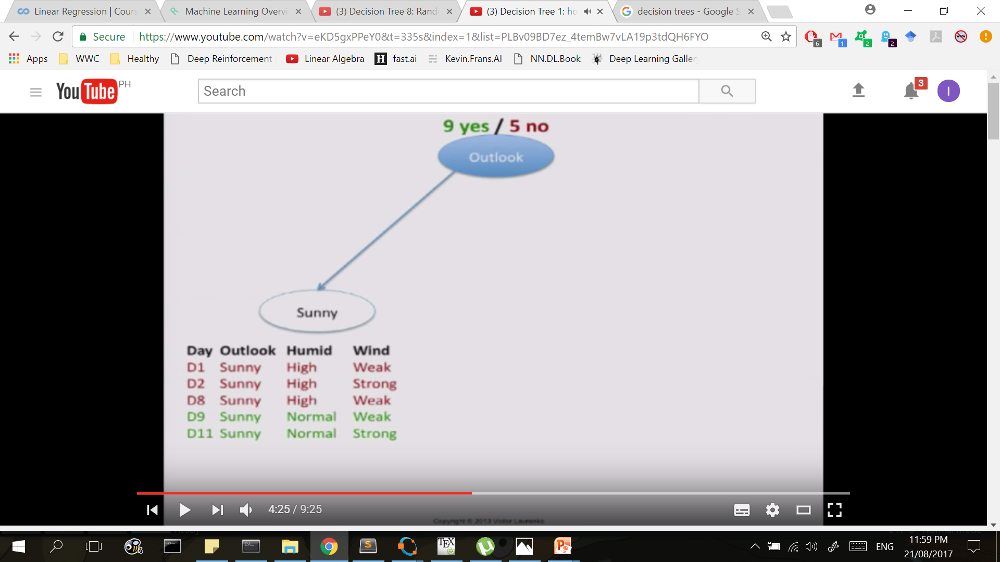 Linear Regression | Cours
Machine Learning Overvi
(3) Decision Tree 8: Rand
(3) Decision Tree 1: ho
decision trees - Google S
Secure
https://www.youtube.com/watch?v=eKD5gxPPeY0&t=335s&index=1&list=PLBv09BD7ez_4temBw7vLA19p3tdQH6FYO
6 1 2 2
Apps WWC Healthy Deep Reinforcement Linear Algebra H fast.ai Kevin.Frans.AI NN.DL.Book Deep Learning Galler
YouTube PH
Search
3
I
9 yes / 5 no
Outlook
Sunny
Day Outlook Humid Wind
D1 Sunny High Weak
D2 Sunny High Strong
D8 Sunny High Weak
D9 Sunny Normal Weak
D11 Sunny Normal Strong
4:25 / 9:25
Copyright © 2013 Victor Lavrenko
Ready
ENG
11:59 PM
21/08/2017